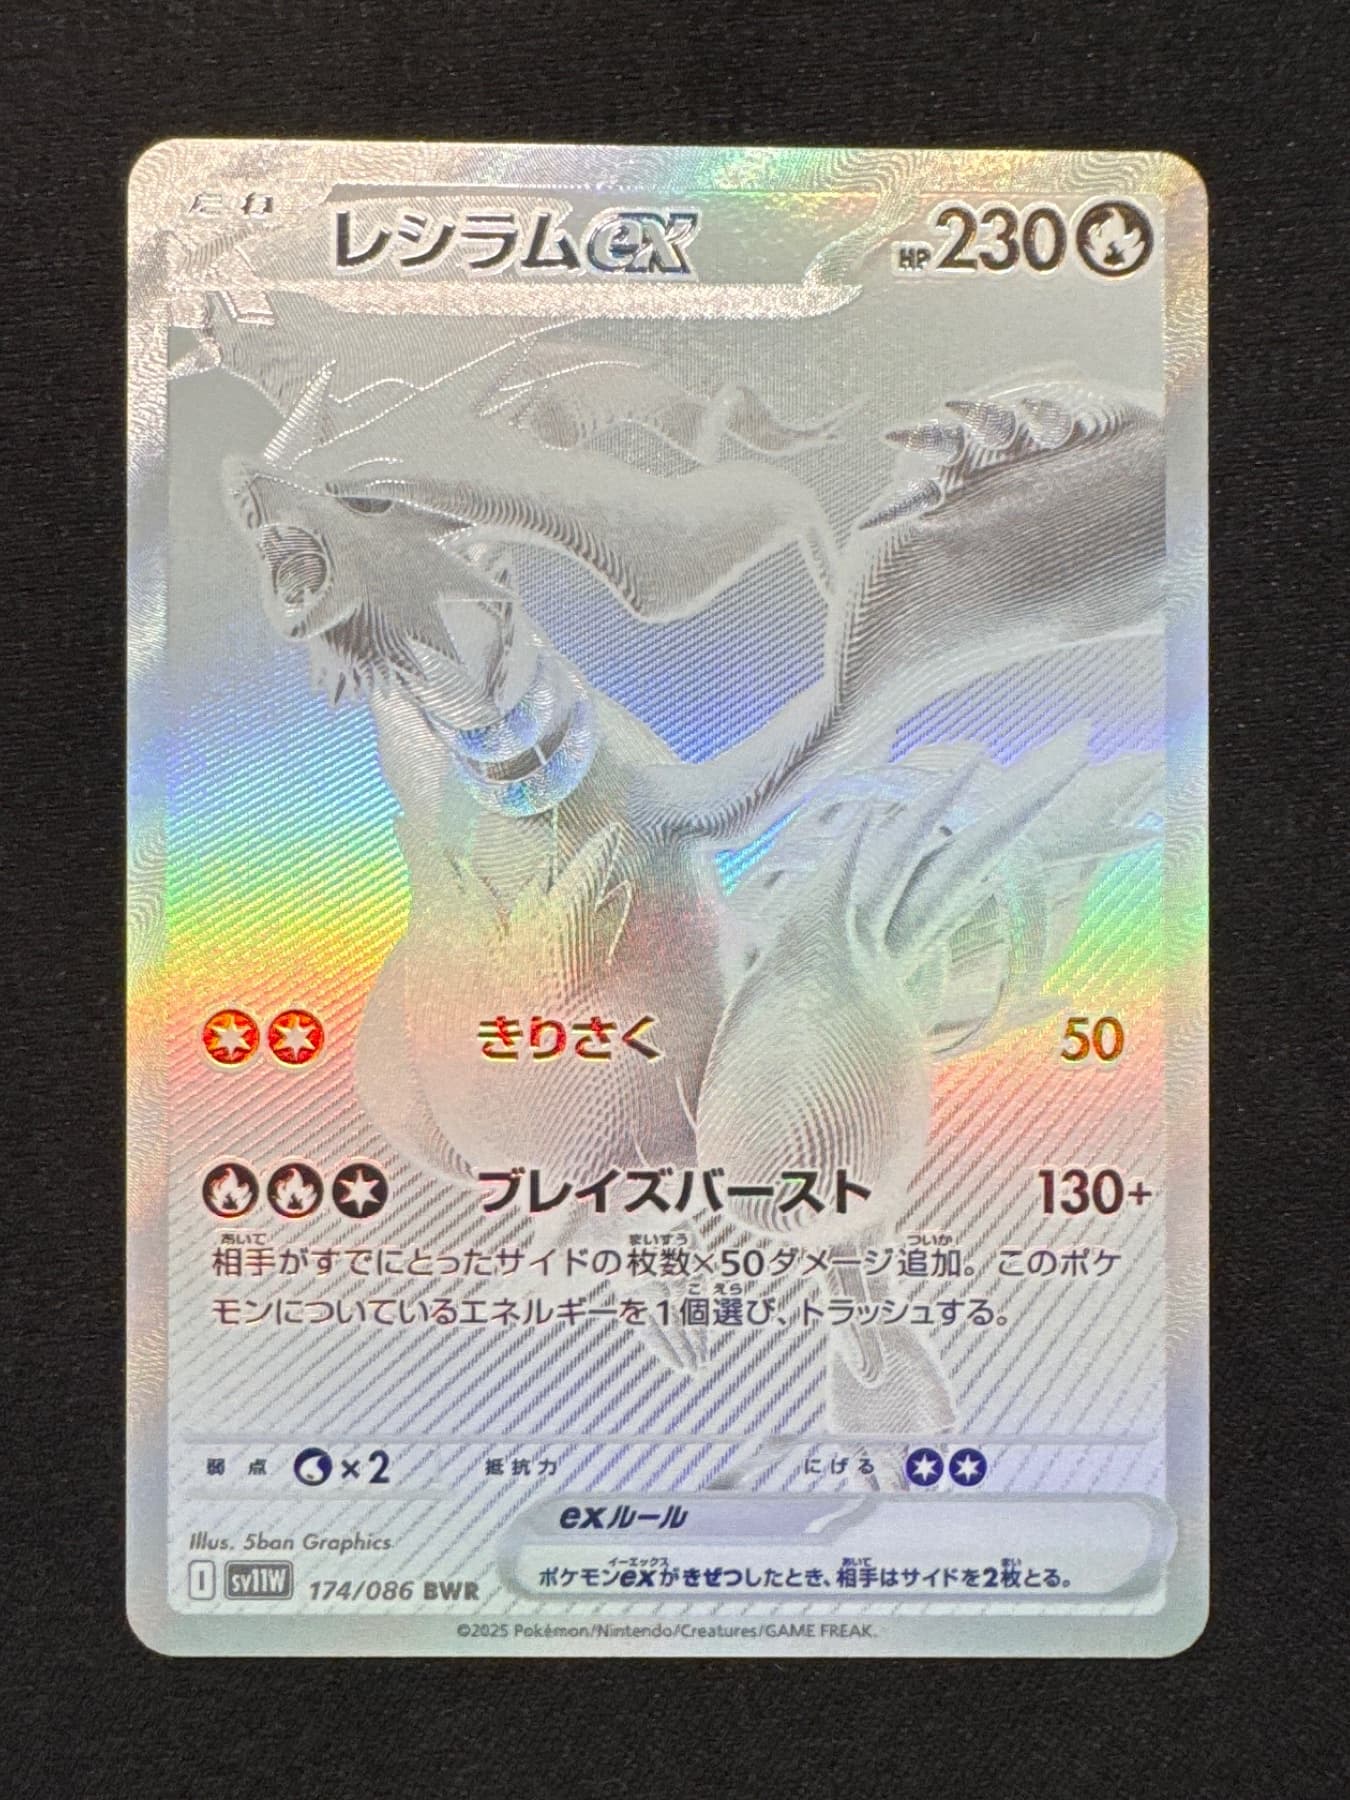 たね
レシラムex HP230
きりさく 50
ブレイズバースト 130+
相手がすでにとったサイドの枚数×50ダメージ追加。このポケ
モンについているエネルギーを1個選び、トラッシュする。
弱点 ×2 抵抗力 にげる
exルール
ポケモンexがきぜつしたとき、相手はサイドを2枚とる。
Illus. 5ban Graphics
I sv11W 174/086 BWR
©2025 Pokémon/Nintendo/Creatures/GAME FREAK.